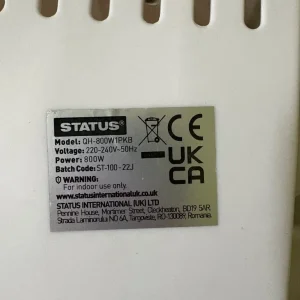 STATUS®
Model: QH-800W1PKB
Voltage: 220-240V~50Hz
Power: 800W
Batch Code: ST-100-22J
CE
UK
CA
WARNING:
For indoor use only
www.statusinternational.co.uk
STATUS INTERNATIONAL (UK) LTD
Pennine House, Mortimer Street, Cleckheaton, BD19 5AR.
Strada Laminorului NO 6A, Targoviste, RO-130089, Romania.